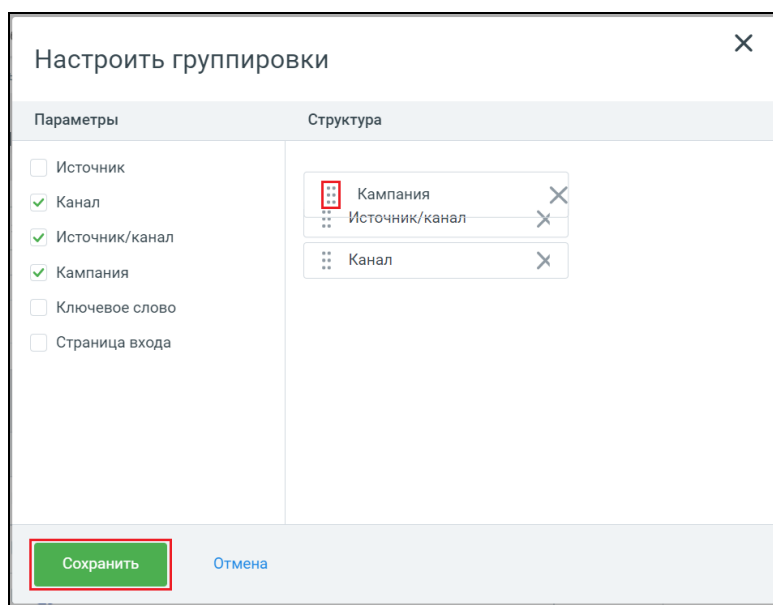 Настроить группировки
Параметры
Структура
Источник
Канал
Источник/канал
Кампания
Ключевое слово
Страница входа
Кампания
Источник/канал
Канал
Сохранить
Отмена